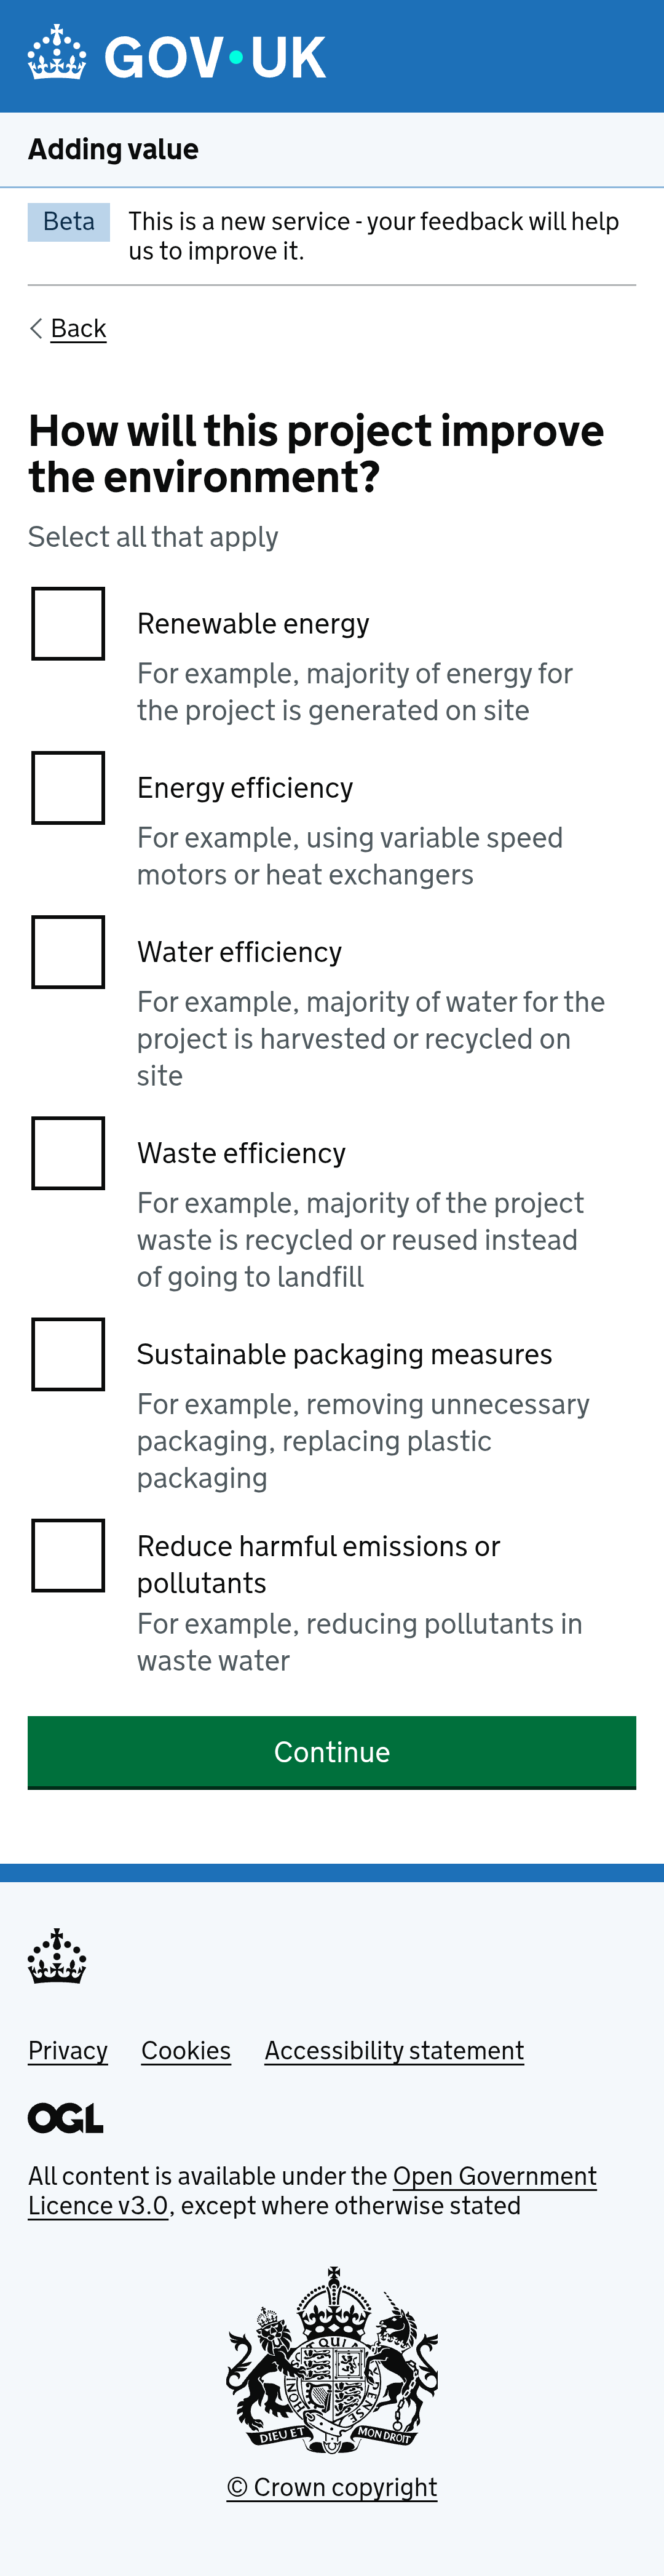 GOV·UK
Adding value
Beta
This is a new service - your feedback will help
us to improve it.
Back
How will this project improve
the environment?
Select all that apply
Renewable energy
For example, majority of energy for
the project is generated on site
Energy efficiency
For example, using variable speed
motors or heat exchangers
Water efficiency
For example, majority of water for the
project is harvested or recycled on
site
Waste efficiency
For example, majority of the project
waste is recycled or reused instead
of going to landfill
Sustainable packaging measures
For example, removing unnecessary
packaging, replacing plastic
packaging
Reduce harmful emissions or
pollutants
For example, reducing pollutants in
waste water
Continue
Privacy Cookies Accessibility statement
OGL
All content is available under the Open Government
Licence v3.0, except where otherwise stated
DIEU ET MON DROIT
© Crown copyright